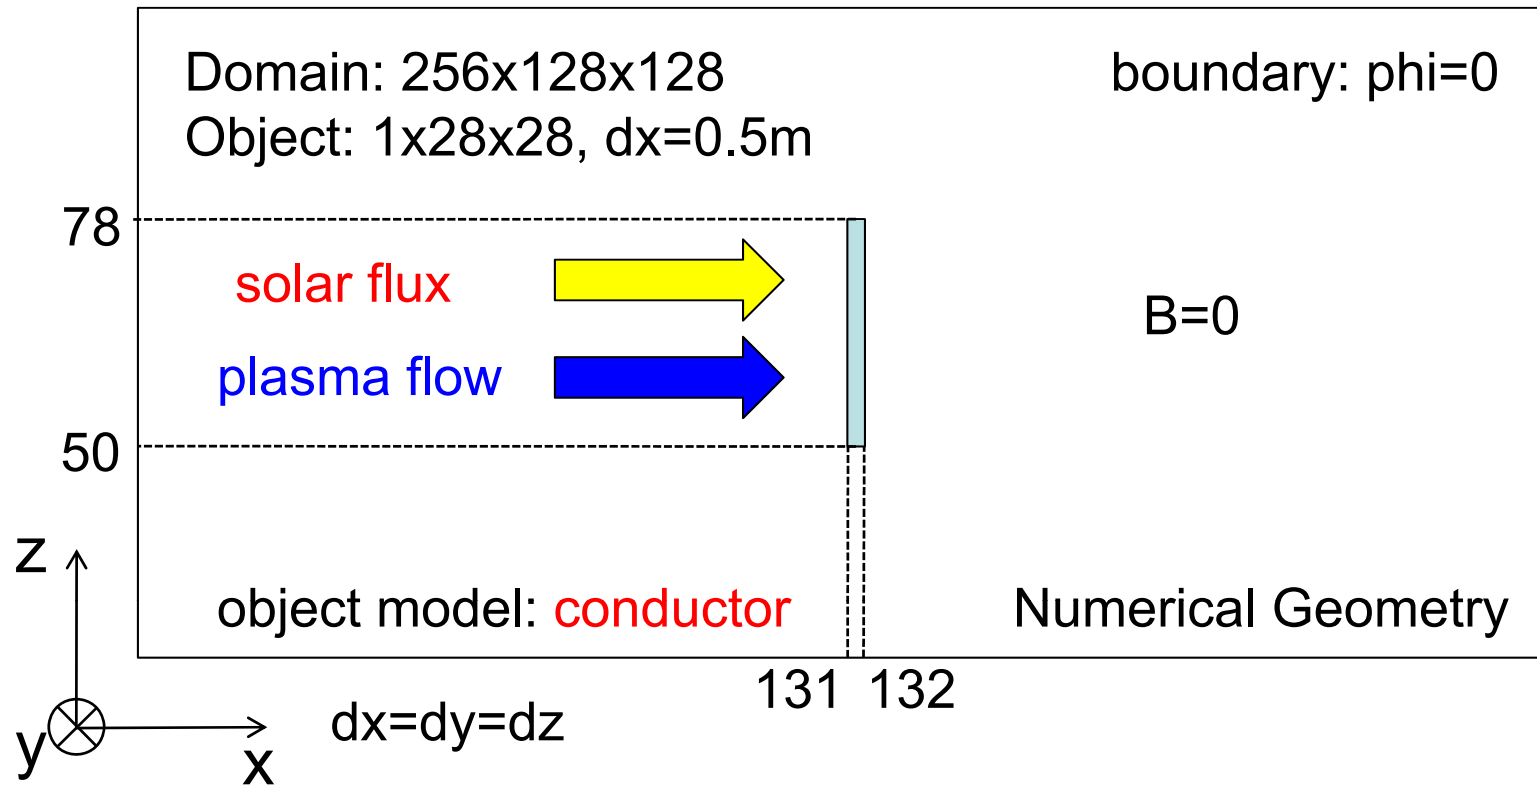 Domain: 256x128x128
boundary: phi=0
Object: 1x28x28, dx=0.5m
78
solar flux
B=0
plasma flow
50
z
object model: conductor
Numerical Geometry
131 132
y
x
dx=dy=dz